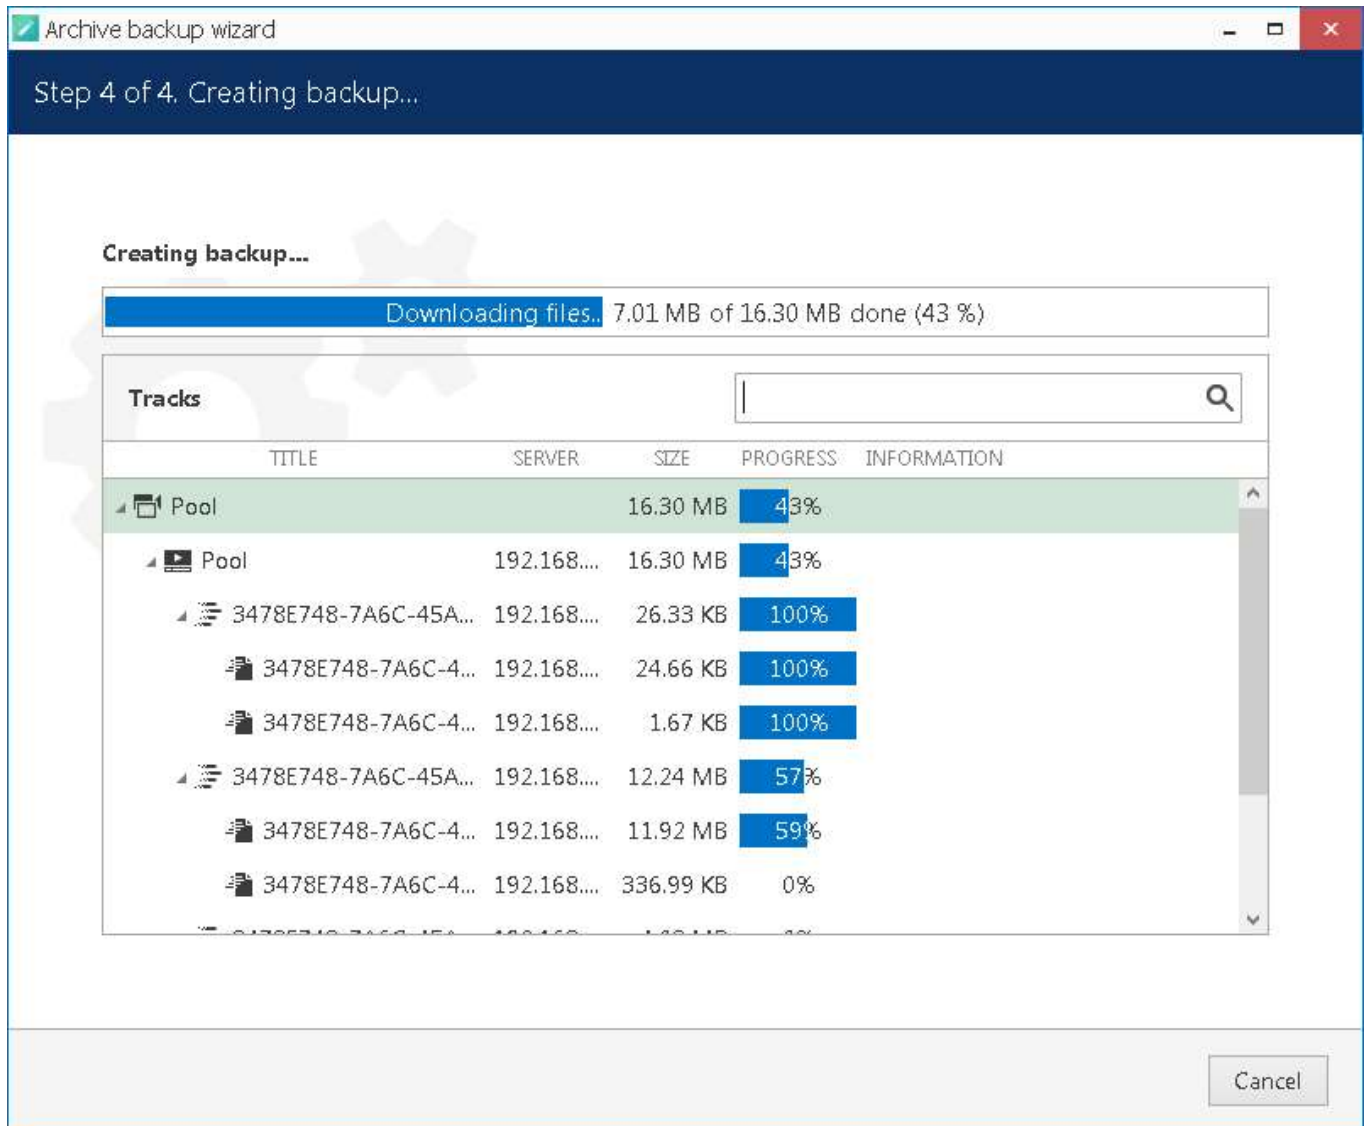 Archive backup wizard
Step 4 of 4. Creating backup...
Creating backup...
Downloading files.. 7.01 MB of 16.30 MB done (43 %)
Tracks
TITLE SERVER SIZE PROGRESS INFORMATION
Pool 16.30 MB 43%
Pool 192.168.... 16.30 MB 43%
3478E748-7A6C-45A... 192.168.... 26.33 KB 100%
3478E748-7A6C-4... 192.168.... 24.66 KB 100%
3478E748-7A6C-4... 192.168.... 1.67 KB 100%
3478E748-7A6C-45A... 192.168.... 12.24 MB 57%
3478E748-7A6C-4... 192.168.... 11.92 MB 59%
3478E748-7A6C-4... 192.168.... 336.99 KB 0%
Cancel